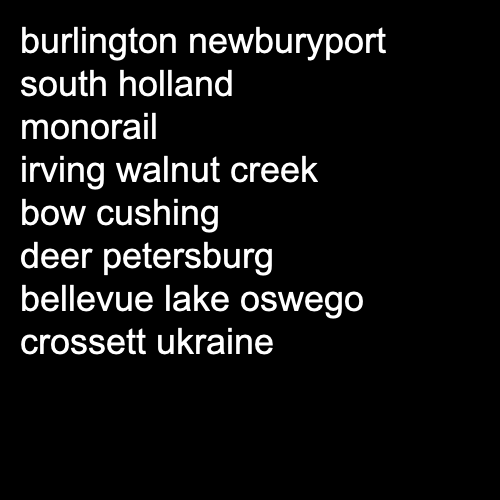 burlington newburyport
south holland
monorail
irving walnut creek
bow cushing
deer petersburg
bellevue lake oswego
crossett ukraine